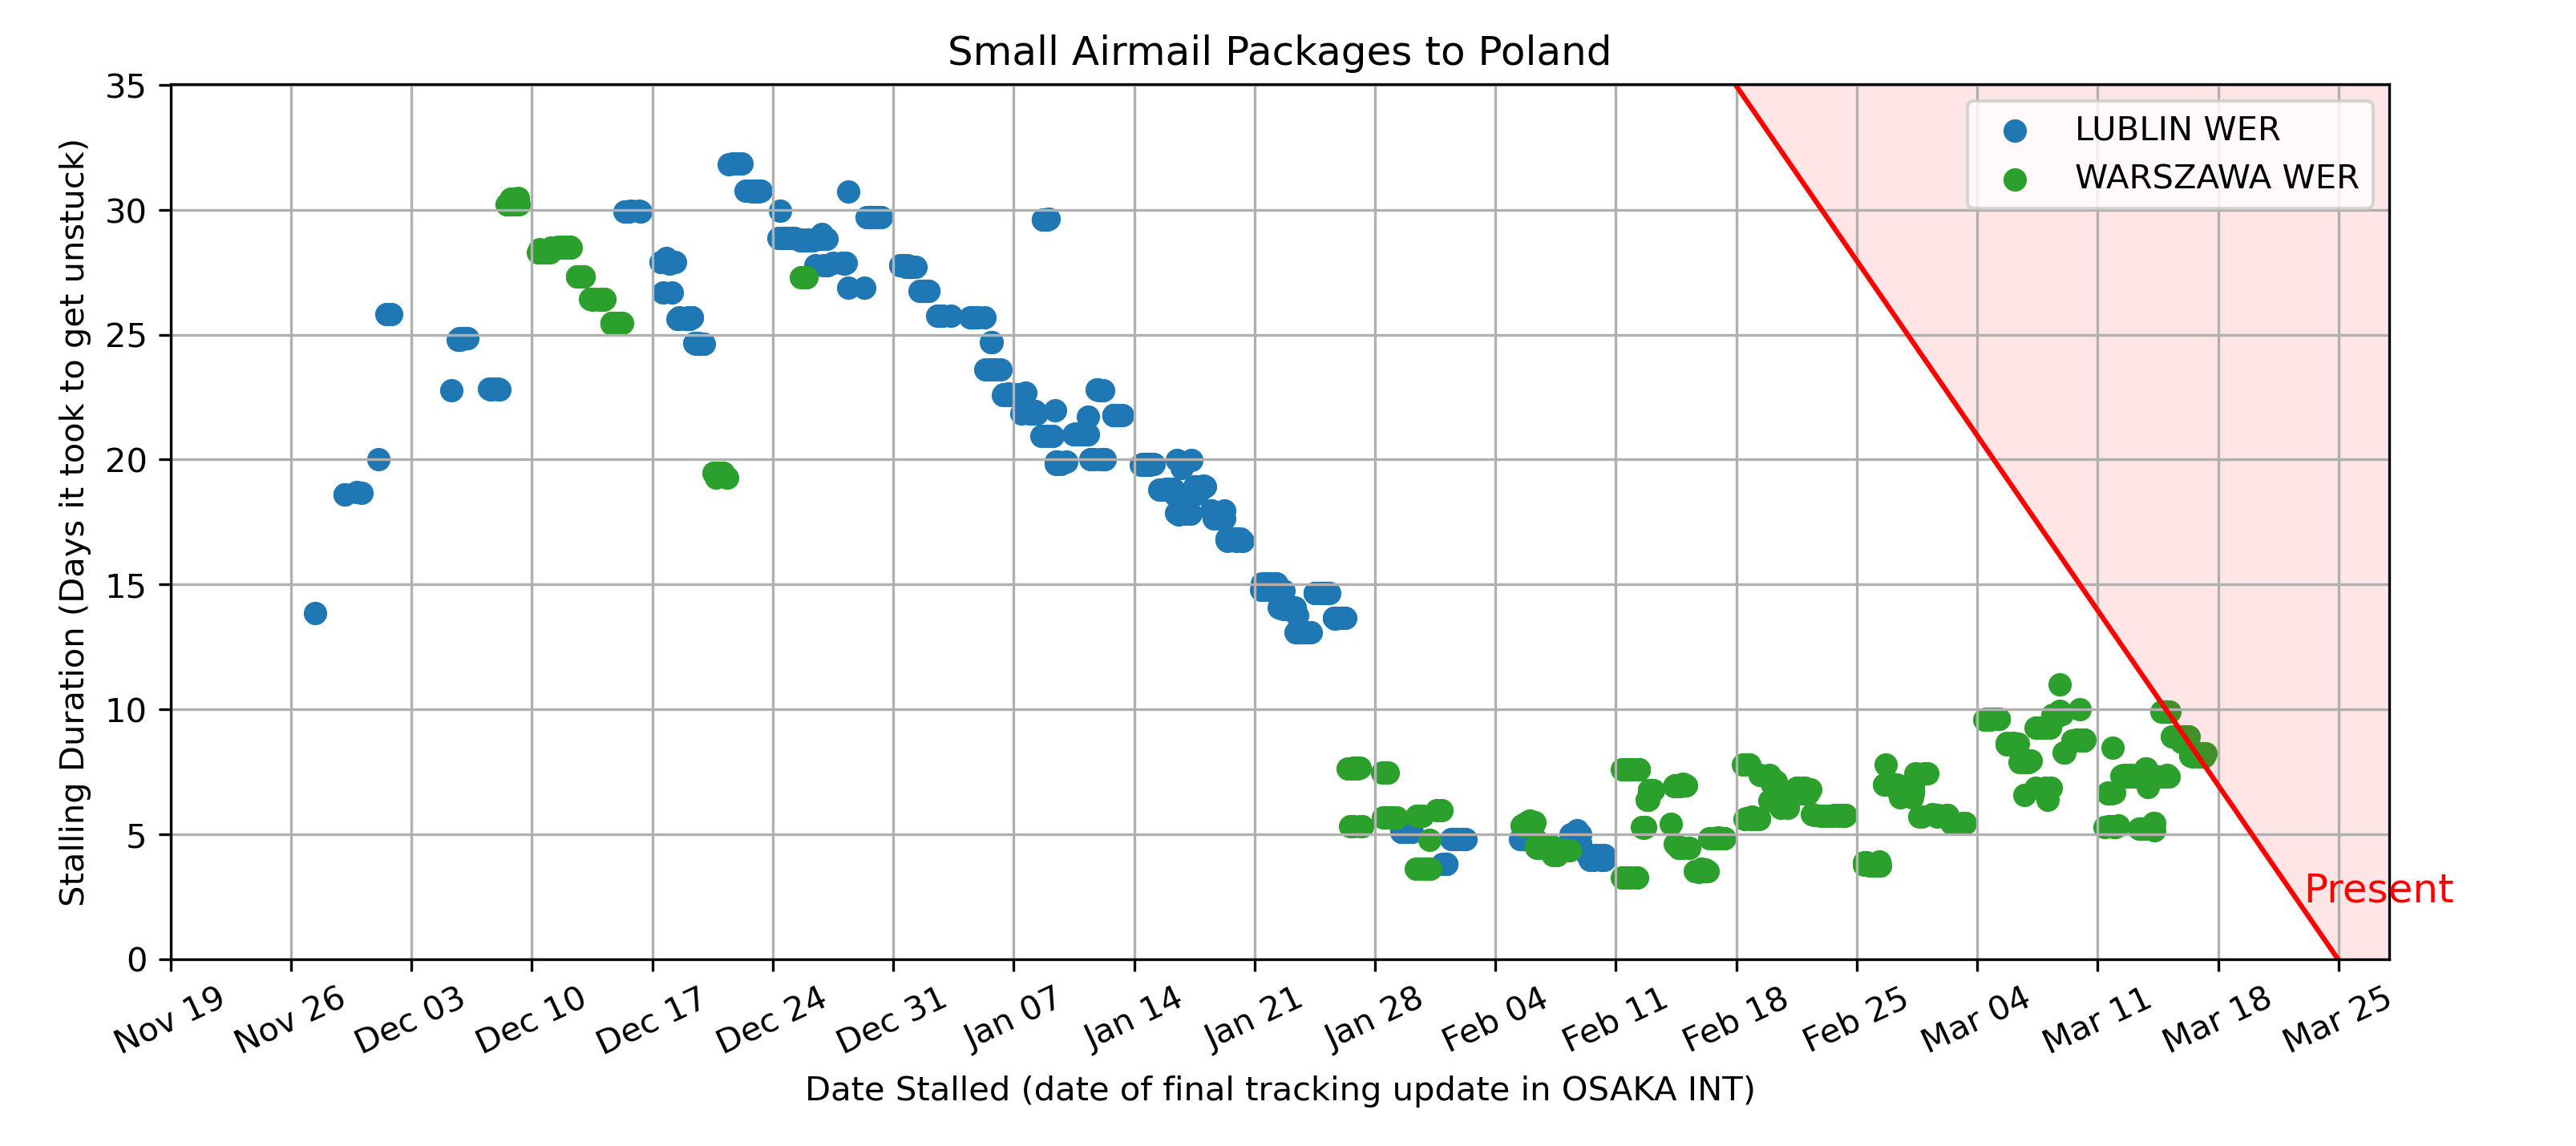 Small Airmail Packages to Poland
LUBLIN WER
WARSZAWA WER
Stalling Duration (Days it took to get unstuck)
35
30
25
20
15
10
5
0
Present
Nov 19
Nov 26
Dec 03
Dec 10
Dec 17
Dec 24
Dec 31
Jan 07
Jan 14
Jan 21
Jan 28
Feb 04
Feb 11
Feb 18
Feb 25
Mar 04
Mar 11
Mar 18
Mar 25
Date Stalled (date of final tracking update in OSAKA INT)